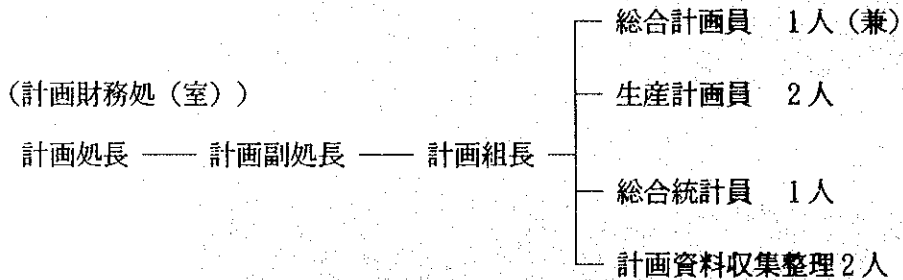 総合計画員 1人（兼）
（計画財務処（室））
生産計画員 2人
計画処長 —— 計画副処長 —— 計画組長
総合統計員 1人
計画資料収集整理2人